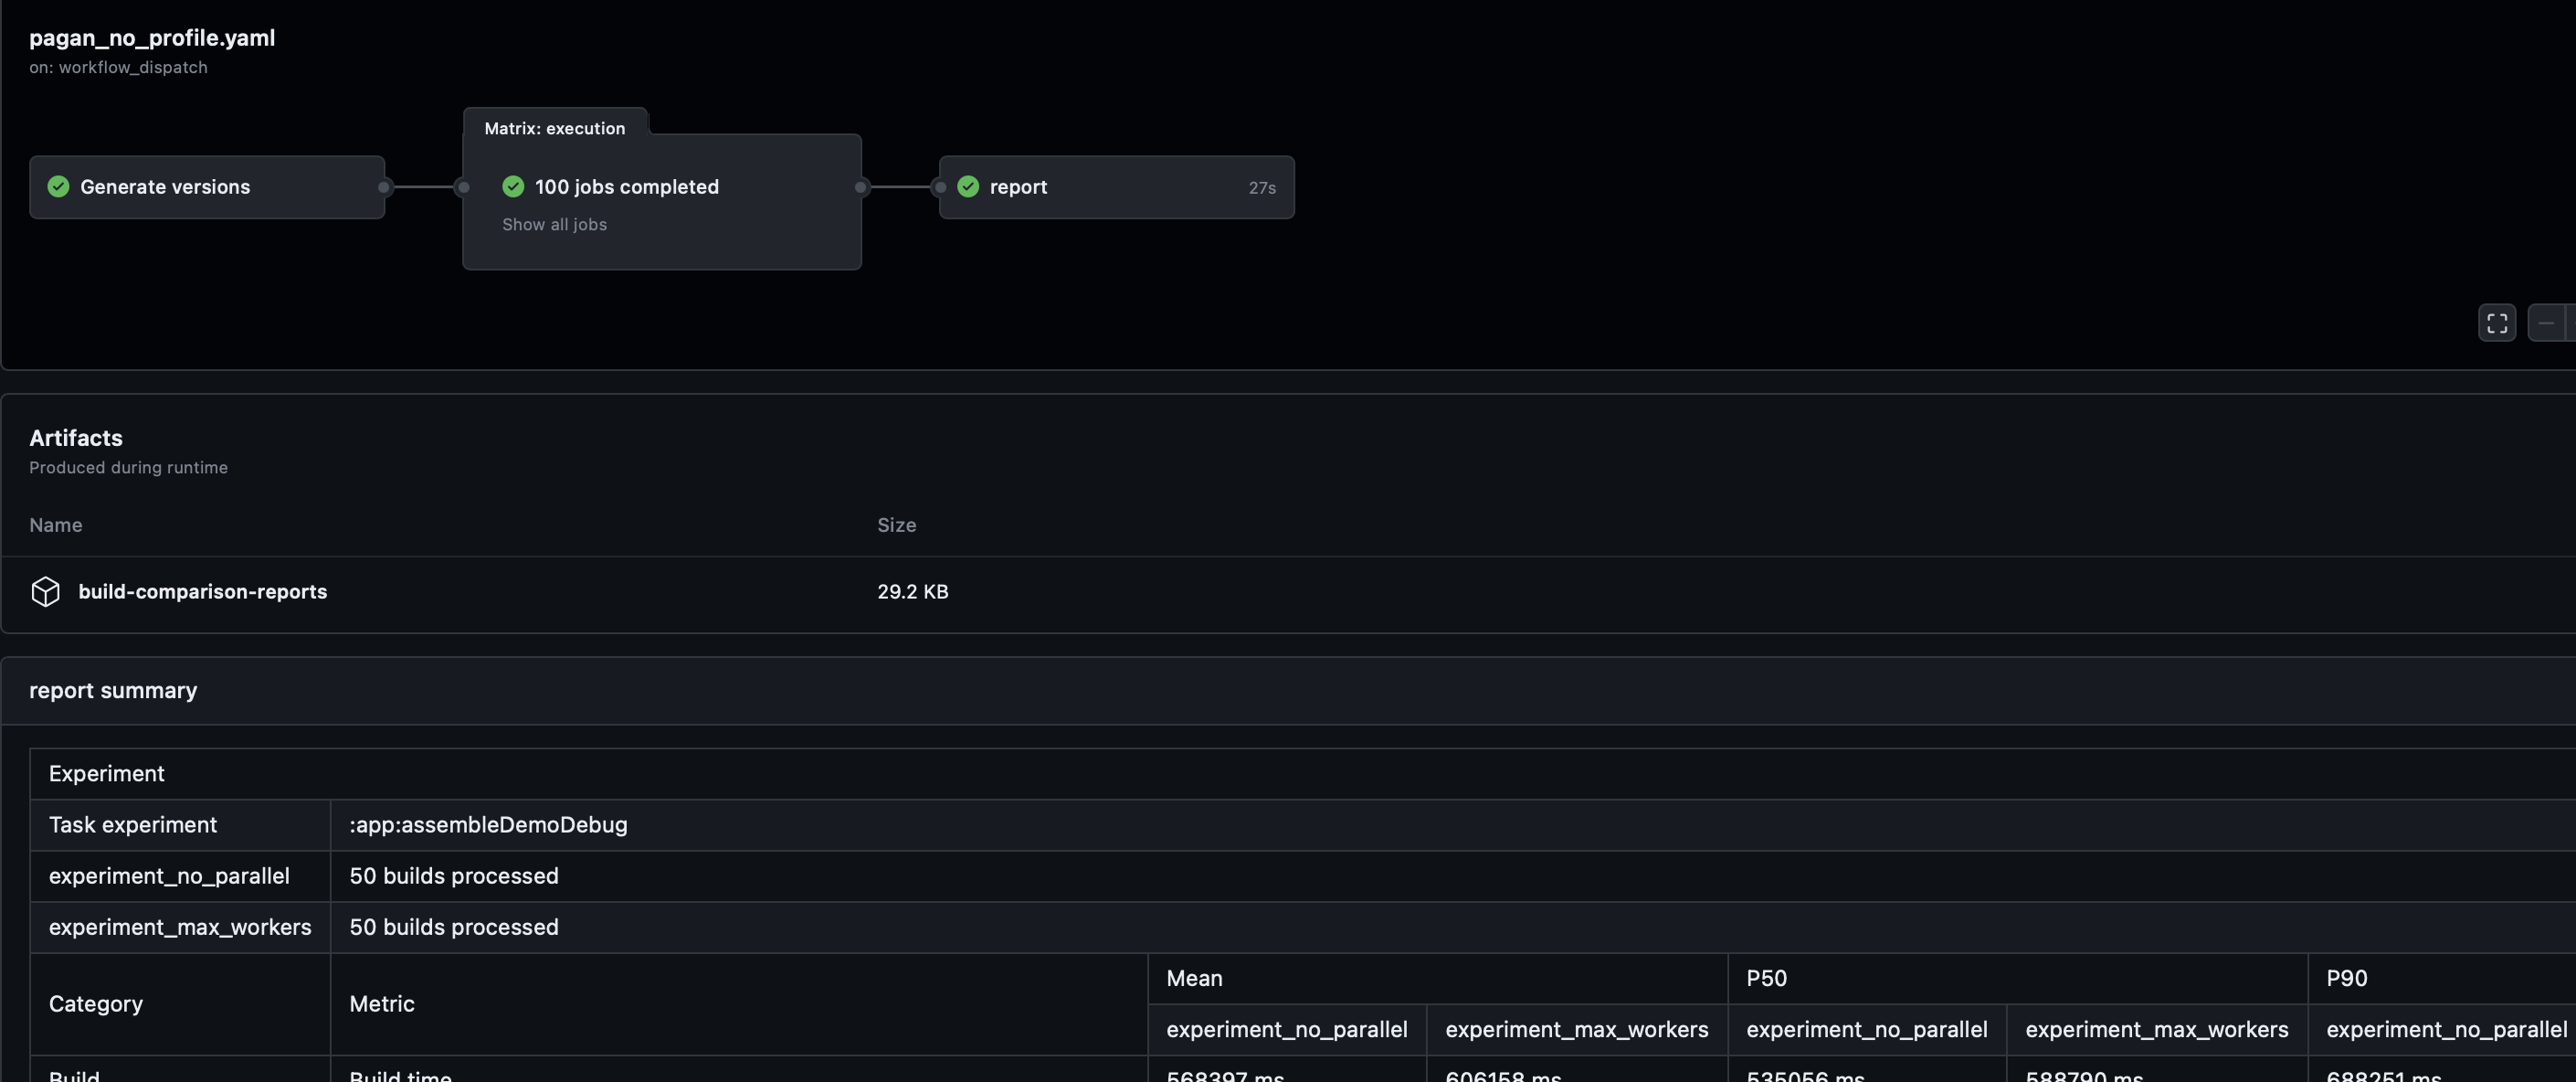 pagan_no_profile.yaml
on: workflow_dispatch
Matrix: execution
Generate versions
100 jobs completed
report 27s
Show all jobs
Artifacts
Produced during runtime
Name Size
build-comparison-reports 29.2 KB
report summary
Experiment
Task experiment :app:assembleDemoDebug
experiment_no_parallel 50 builds processed
experiment_max_workers 50 builds processed
Category Metric Mean P50 P90
experiment_no_parallel experiment_max_workers experiment_no_parallel experiment_max_workers experiment_no_parallel
Build Build time 568397 ms 606158 ms 535056 ms 588790 ms 688251 ms